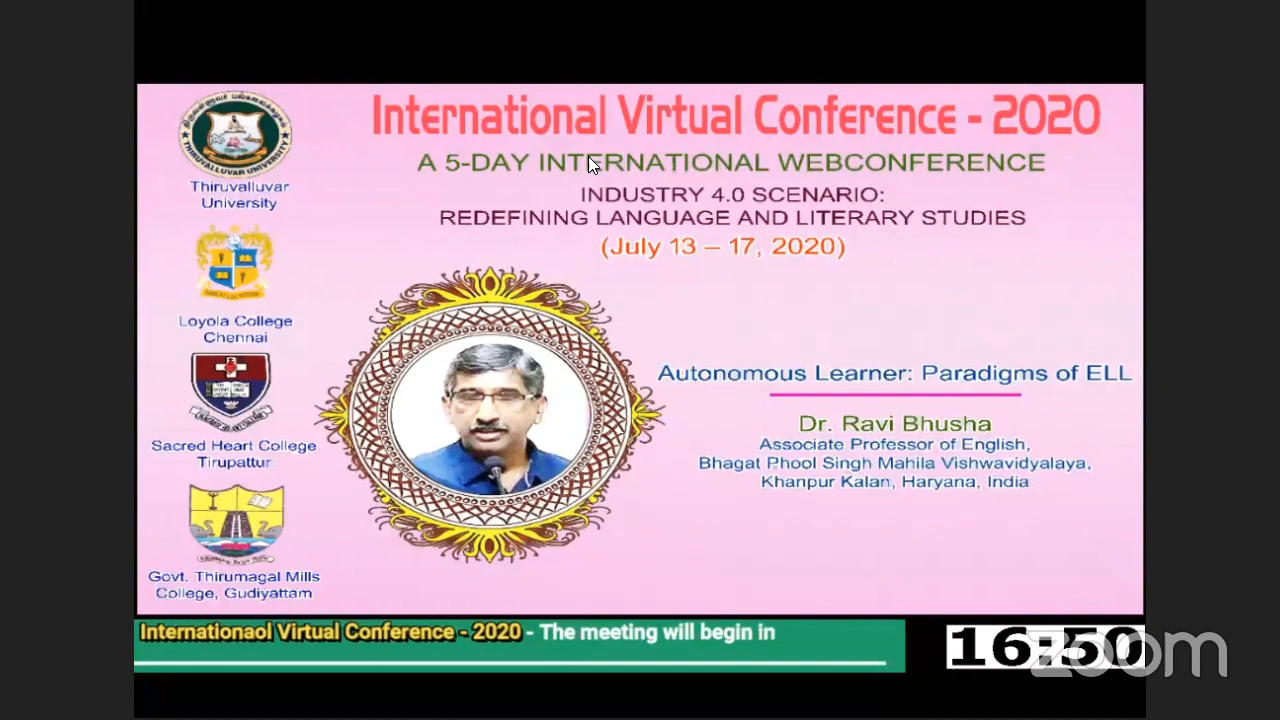 International Virtual Conference - 2020
A 5-DAY INTERNATIONAL WEBCONFERENCE
INDUSTRY 4.0 SCENARIO:
REDEFINING LANGUAGE AND LITERARY STUDIES
(July 13 – 17, 2020)
THIRUVALLUVAR UNIVERSITY
Thiruvalluvar
University
Loyola College
Chennai
Sacred Heart College
Tirupattur
Govt. Thirumagal Mills
College, Gudiyattam
Autonomous Learner: Paradigms of ELL
Dr. Ravi Bhusha
Associate Professor of English,
Bhagat Phool Singh Mahila Vishwavidyalaya,
Khanpur Kalan, Haryana, India
Internationaol Virtual Conference - 2020 - The meeting will begin in
16:50
zoom